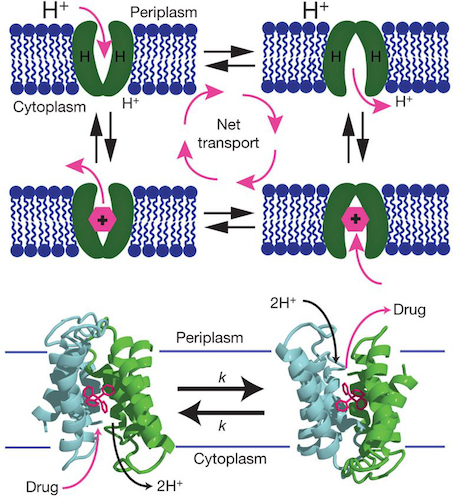 H⁺
Periplasm
H⁺
H H
H H
Cytoplasm
H⁺
H⁺
Net
transport
+
+
2H⁺
Drug
Periplasm
k
k
Cytoplasm
Drug
2H⁺